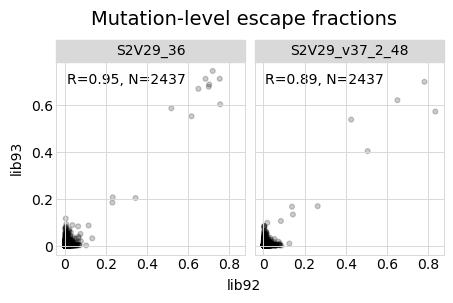 Mutation-level escape fractions
S2V29_36
S2V29_v37_2_48
R=0.95, N=2437
R=0.89, N=2437
lib93
0.6
0.4
0.2
0
0 0.2 0.4 0.6 0.8
0 0.2 0.4 0.6 0.8
lib92